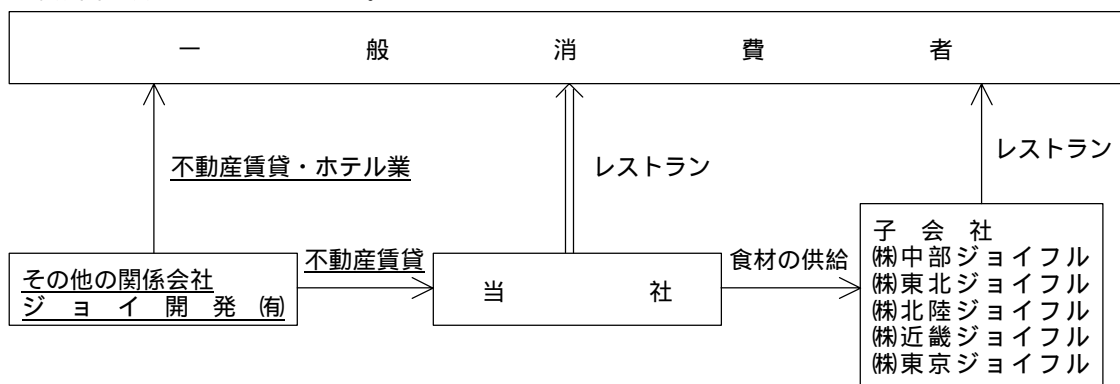 一般消費者
不動産賃貸・ホテル業
レストラン
レストラン
その他の関係会社
ジョイ開発㈲
不動産賃貸
当社
食材の供給
子会社
㈱中部ジョイフル
㈱東北ジョイフル
㈱北陸ジョイフル
㈱近畿ジョイフル
㈱東京ジョイフル